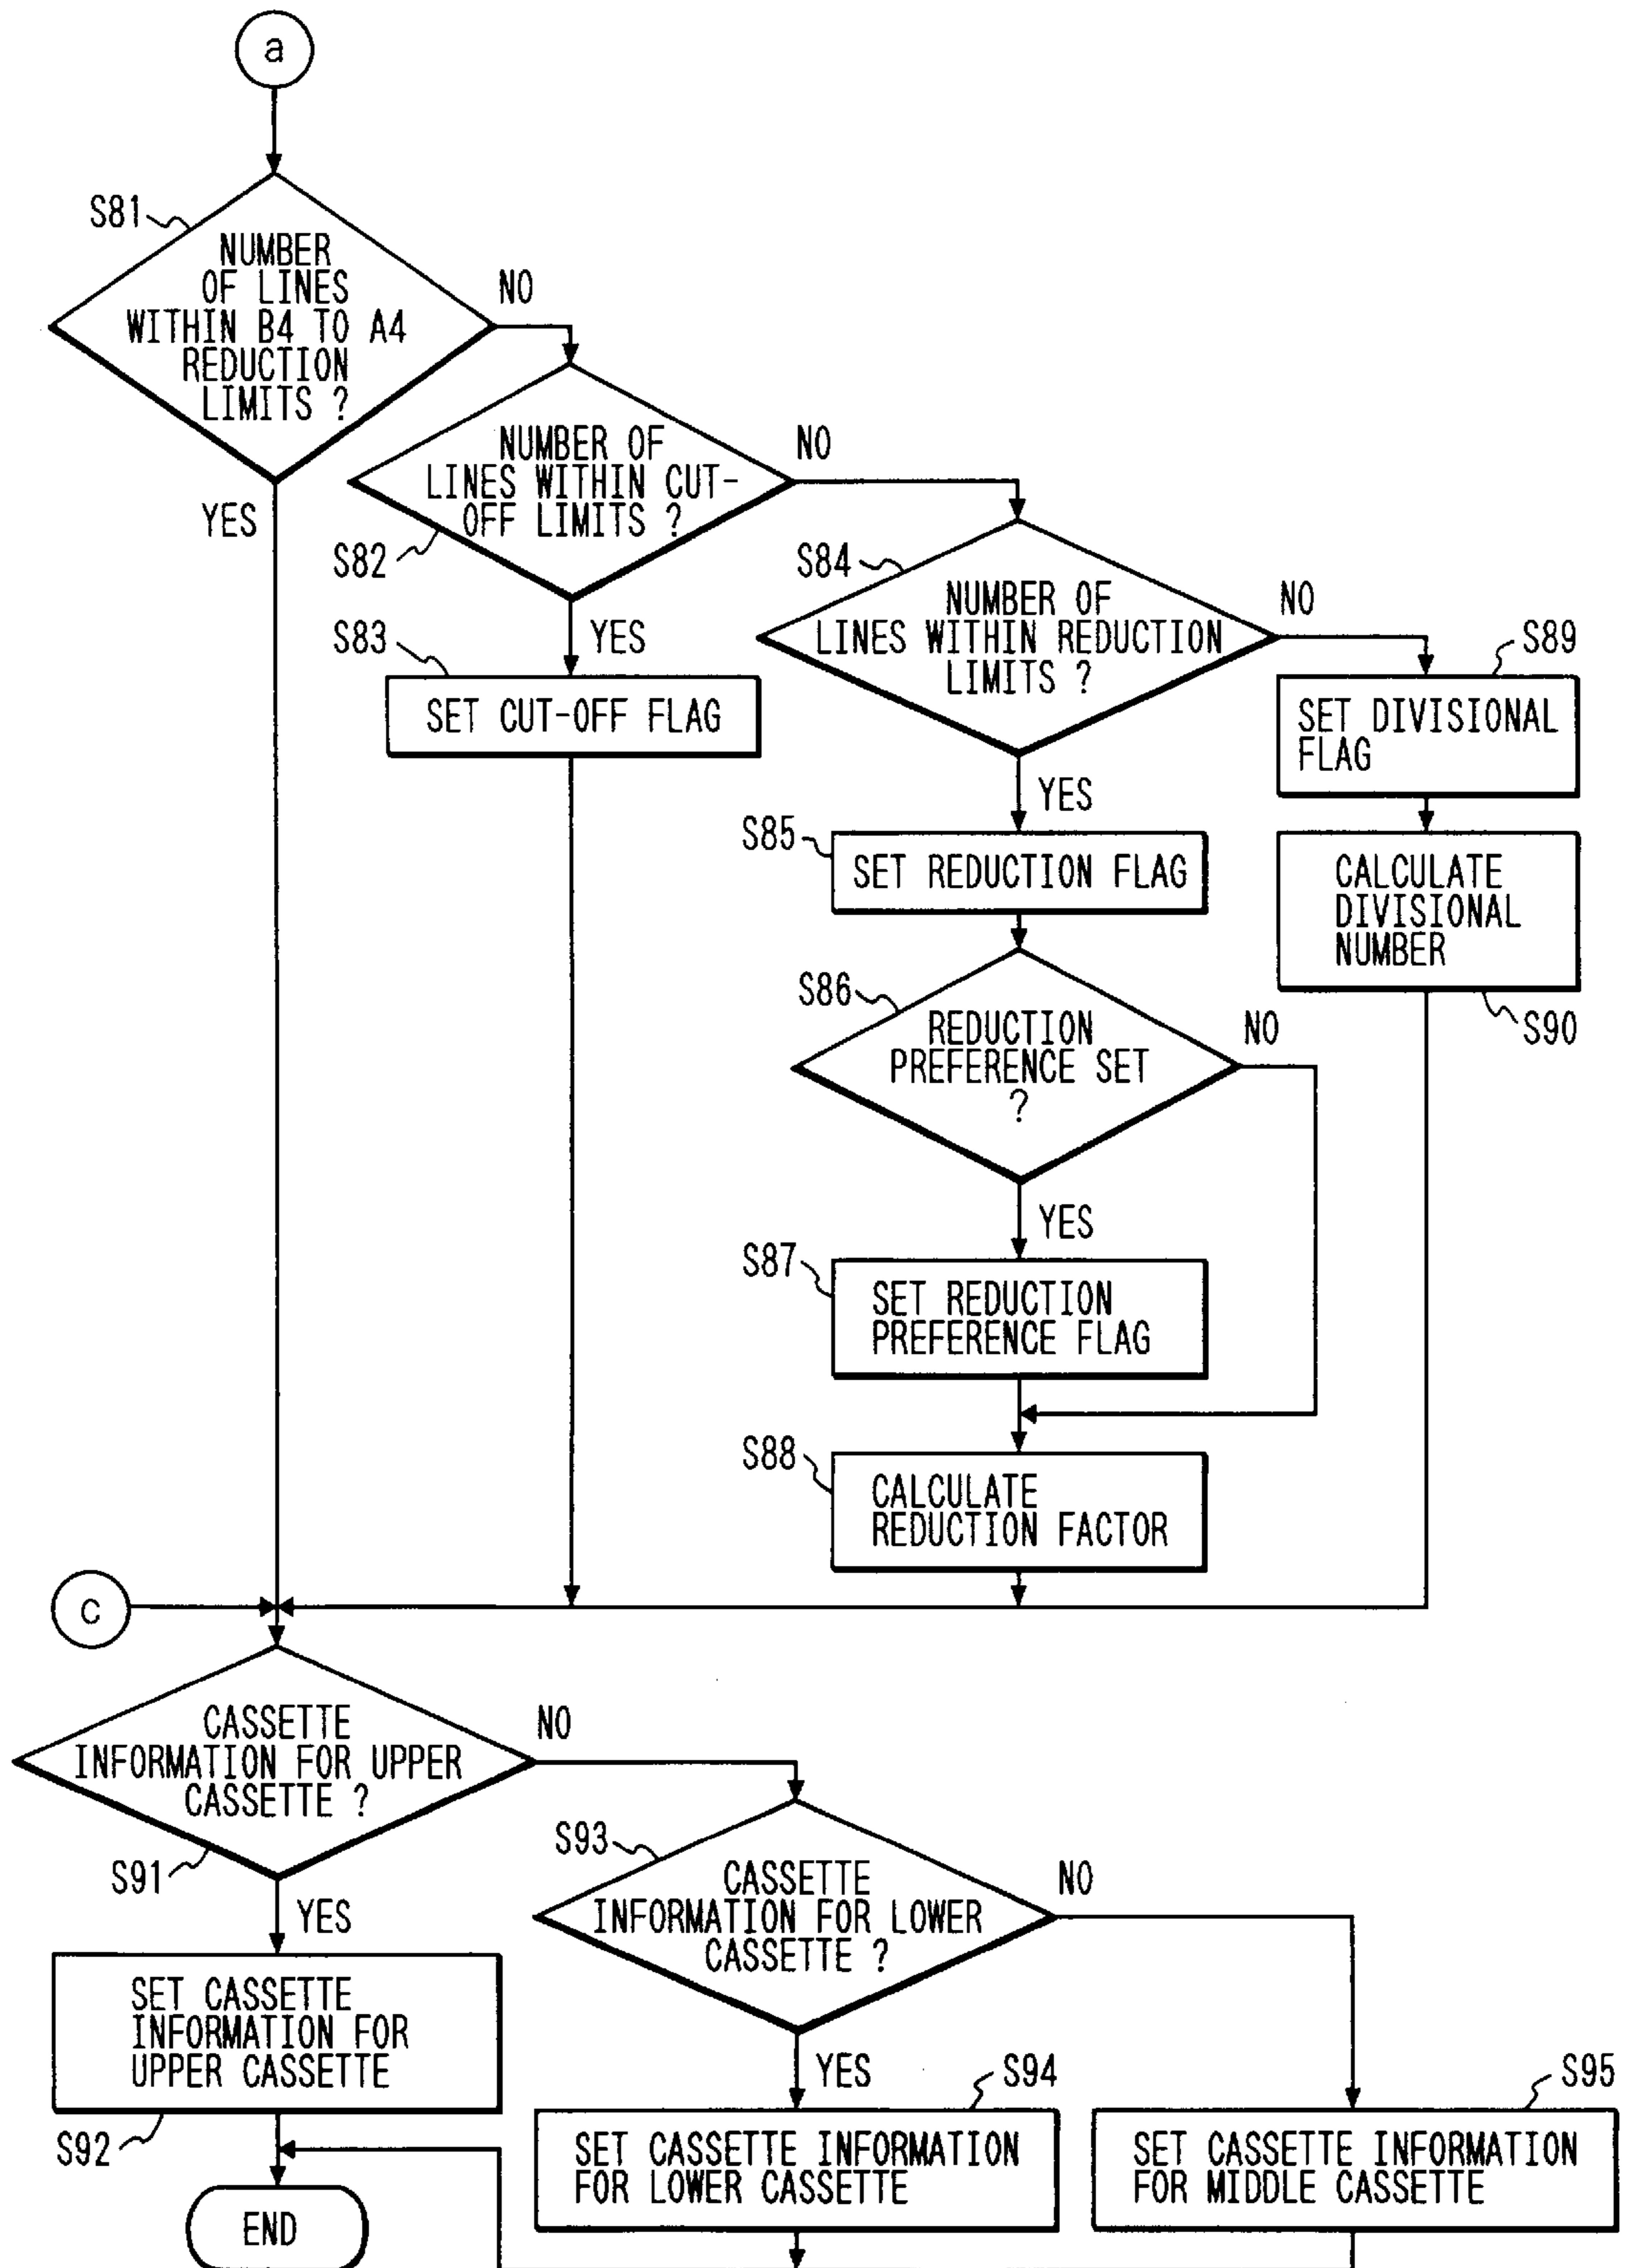 a
S81
NUMBER
OF LINES
WITHIN B4 TO A4
REDUCTION
LIMITS ?
NO
YES
NUMBER OF
LINES WITHIN CUT-
OFF LIMITS ?
NO
S82
YES
S83
SET CUT-OFF FLAG
S84
NUMBER OF
LINES WITHIN REDUCTION
LIMITS ?
NO
YES
S89
SET DIVISIONAL
FLAG
S85
SET REDUCTION FLAG
CALCULATE
DIVISIONAL
NUMBER
S90
S86
REDUCTION
PREFERENCE SET
?
NO
YES
S87
SET REDUCTION
PREFERENCE FLAG
S88
CALCULATE
REDUCTION FACTOR
C
CASSETTE
INFORMATION FOR UPPER
CASSETTE ?
NO
S91
YES
S93
CASSETTE
INFORMATION FOR LOWER
CASSETTE ?
NO
YES
SET CASSETTE
INFORMATION FOR
UPPER CASSETTE
S92
S94
SET CASSETTE INFORMATION
FOR LOWER CASSETTE
S95
SET CASSETTE INFORMATION
FOR MIDDLE CASSETTE
END